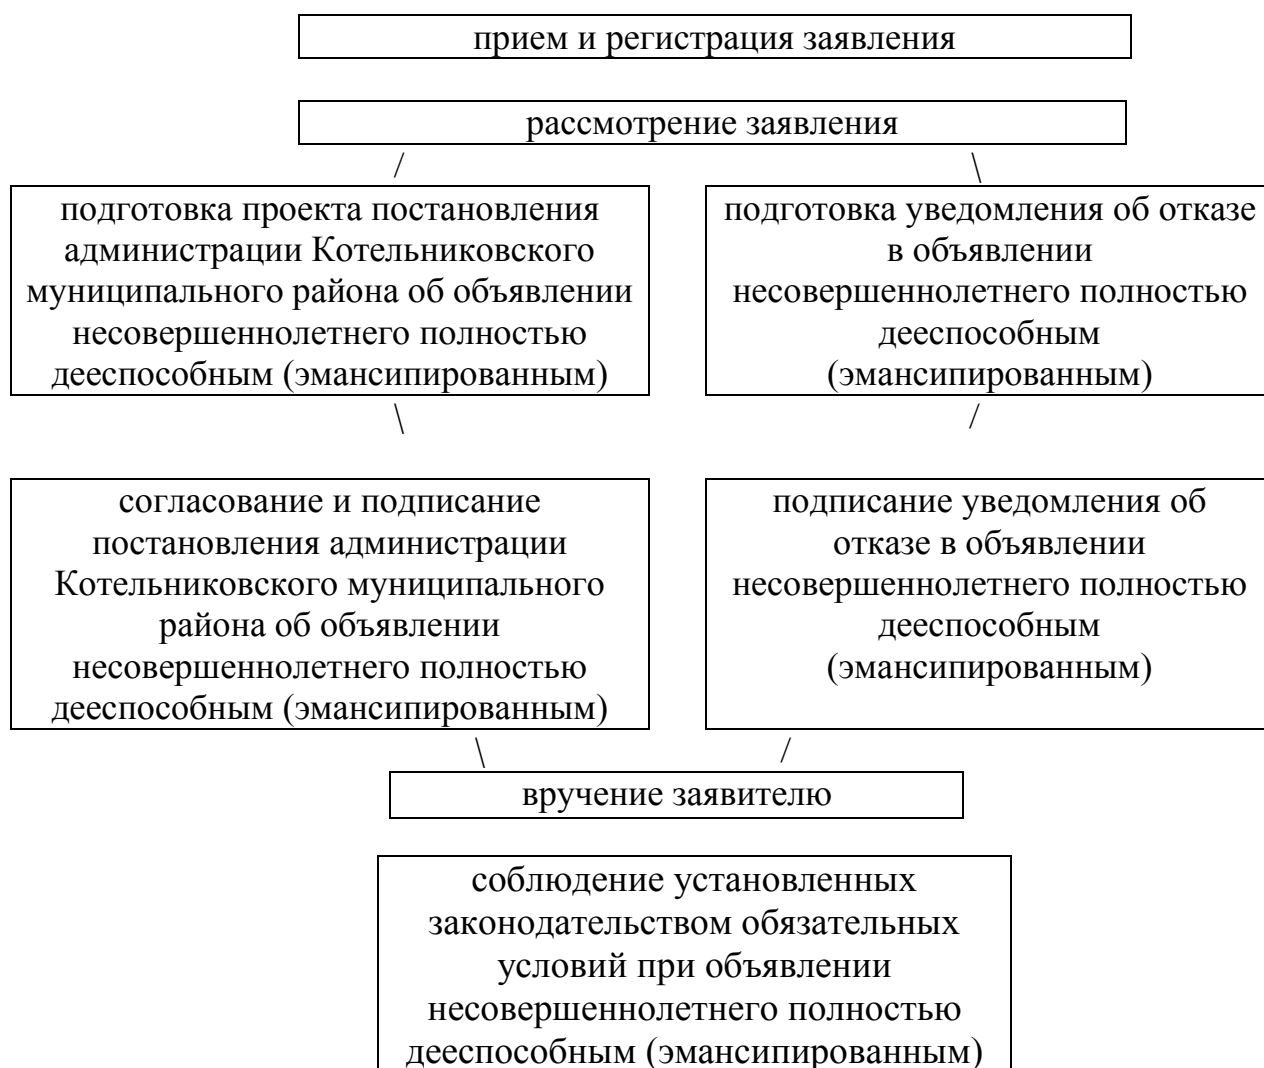 прием и регистрация заявления
рассмотрение заявления
/ \
подготовка проекта постановления
администрации Котельниковского
муниципального района об объявлении
несовершеннолетнего полностью
дееспособным (эмансипированным)
подготовка уведомления об отказе
в объявлении
несовершеннолетнего полностью
дееспособным
(эмансипированным)
\ /
согласование и подписание
постановления администрации
Котельниковского муниципального
района об объявлении
несовершеннолетнего полностью
дееспособным (эмансипированным)
подписание уведомления об
отказе в объявлении
несовершеннолетнего полностью
дееспособным
(эмансипированным)
\ /
вручение заявителю
соблюдение установленных
законодательством обязательных
условий при объявлении
несовершеннолетнего полностью
дееспособным (эмансипированным)